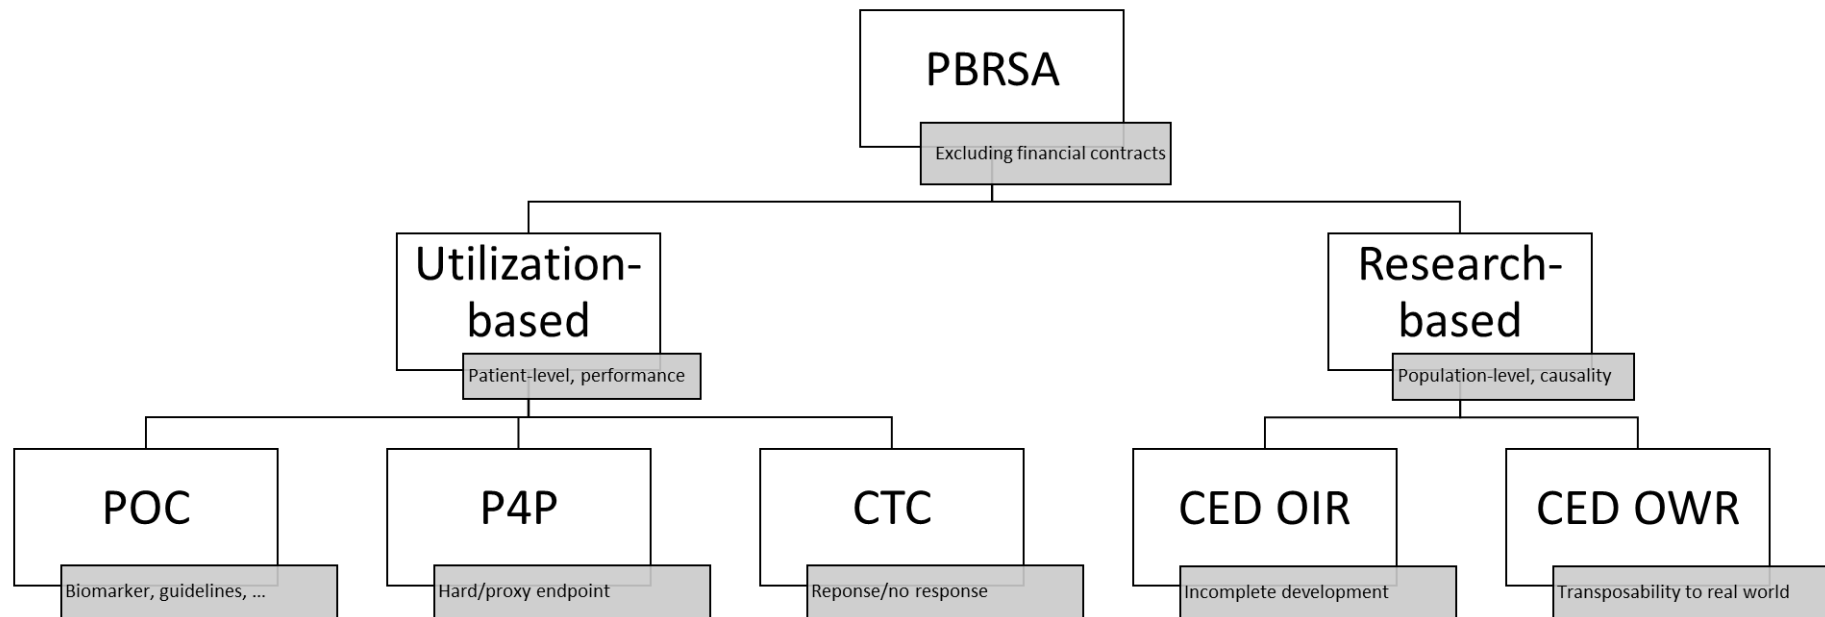 PBRSA
Excluding financial contracts
Utilization-
based
Patient-level, performance
Research-
based
Population-level, causality
POC
Biomarker, guidelines, ...
P4P
Hard/proxy endpoint
CTC
Reponse/no response
CED OIR
Incomplete development
CED OWR
Transposability to real world